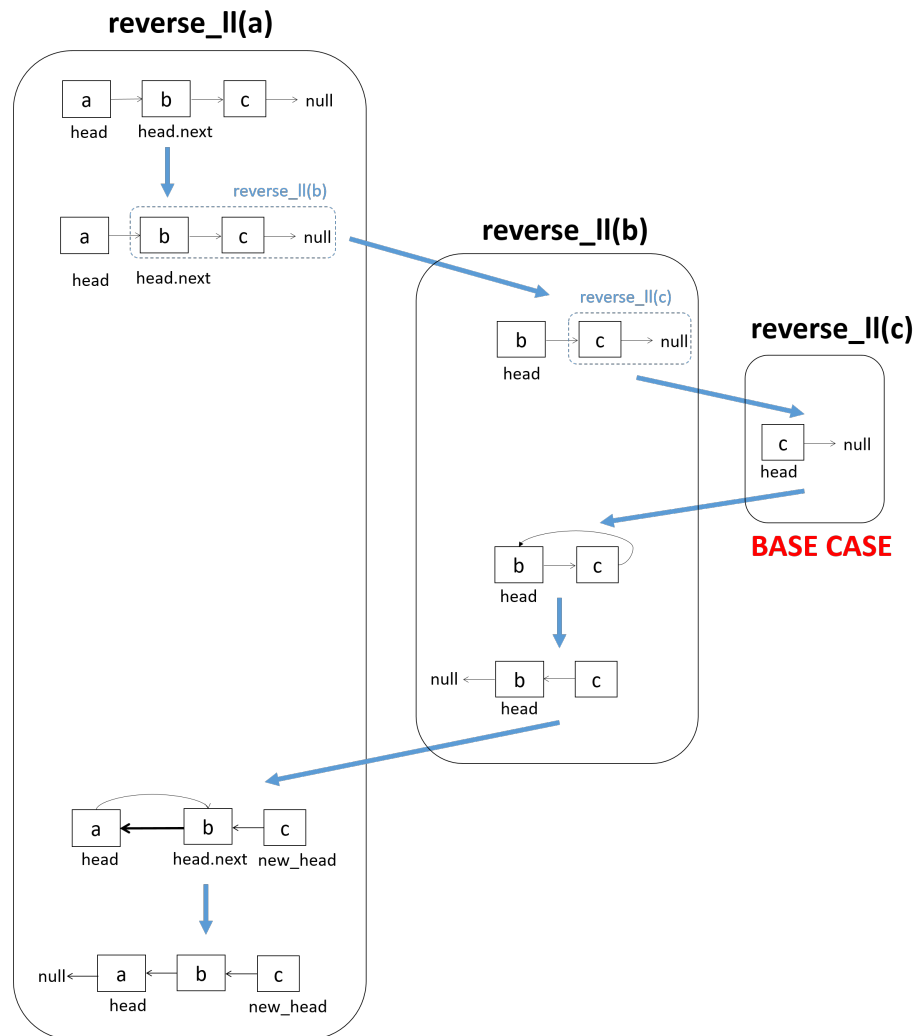 reverse_ll(a)
a b c null
head head.next
reverse_ll(b)
a b c null
head head.next
reverse_ll(b)
reverse_ll(c)
b c null
head
reverse_ll(c)
c null
head
BASE CASE
b c
head
null b c
head
a b c
head head.next new_head
null a b c
head new_head